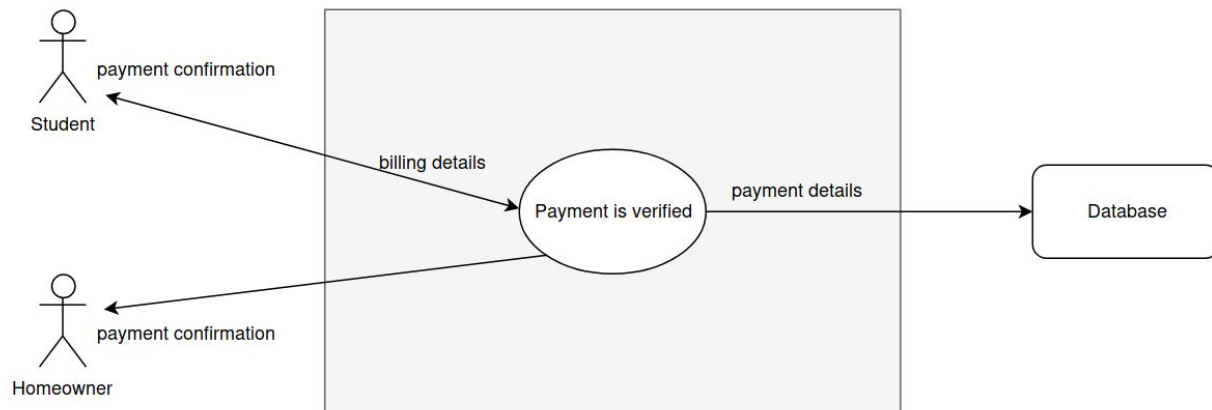 payment confirmation
Student
billing details
Payment is verified
payment details
Database
payment confirmation
Homeowner